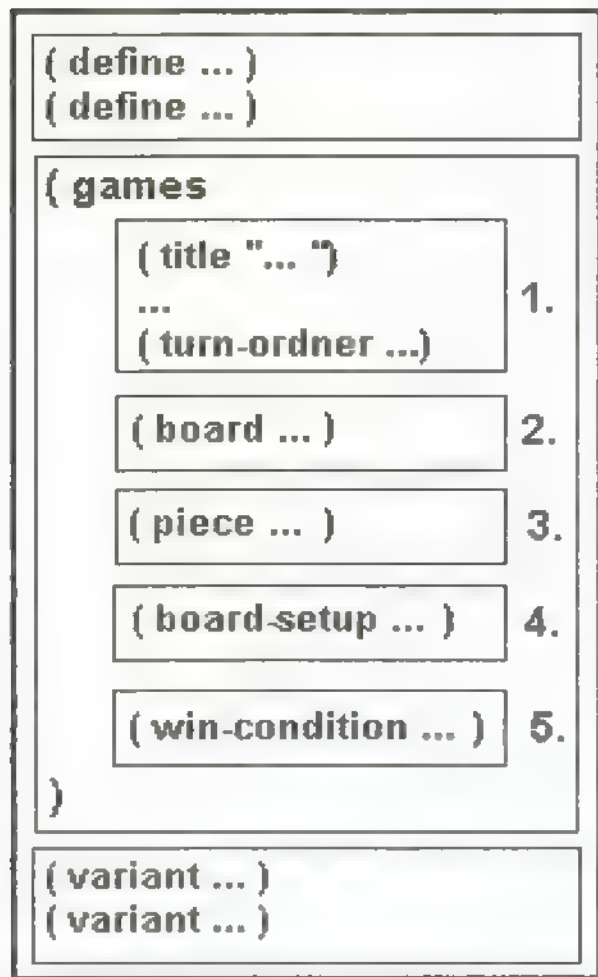 ( define ... )
( define ... )
( games
( title "... ")
...
( turn-ordner ...)
1.
( board ... )
2.
( piece ... )
3.
( board-setup ... )
4.
( win-condition ... )
5.
)
( variant ... )
( variant ... )